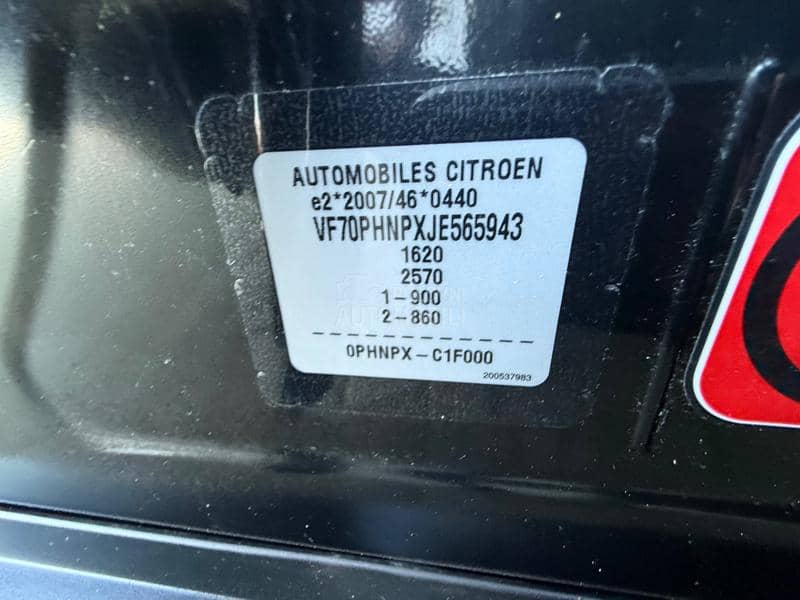 AUTOMOBILES CITROEN
e2*2007/46*0440
VF70PHNPXJE565943
1620
2570
1-900
2-860
0PHNPX-C1F000
200537983